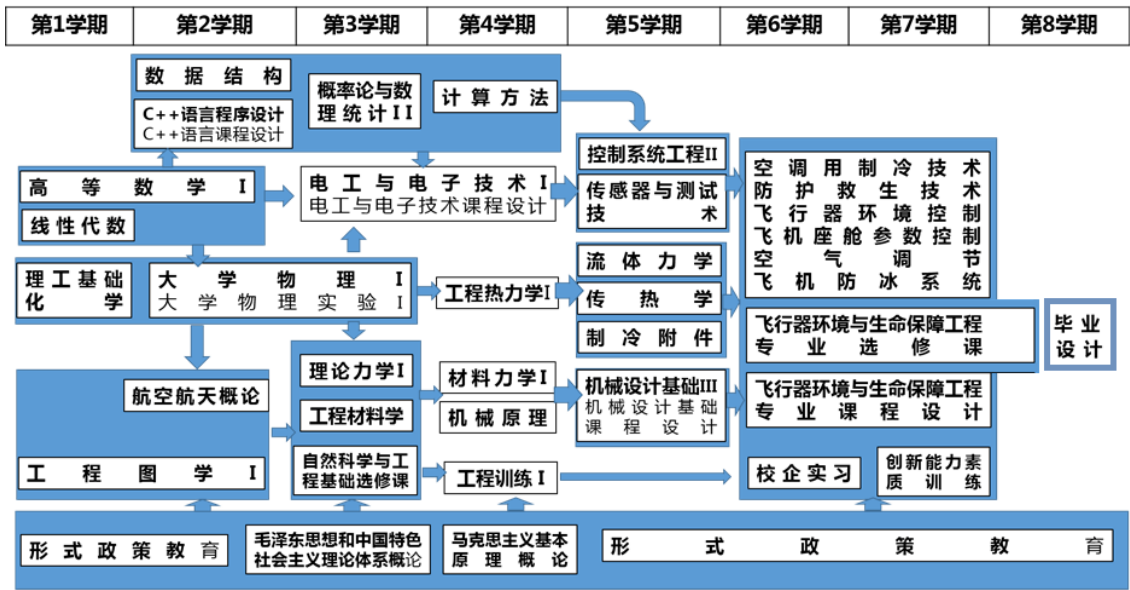 第1学期 第2学期 第3学期 第4学期 第5学期 第6学期 第7学期 第8学期
数据结构
C++语言程序设计
C++语言课程设计
概率论与数
理统计II
计算方法
高等数学I
线性代数
电工与电子技术I
电工与电子技术课程设计
控制系统工程II
传感器与测试
技术
空调用制冷技术
防护救生技术
飞行器环境控制
飞机座舱参数控制
空气调节
飞机防冰系统
理工基础
化学
大学物理I
大学物理实验I
工程热力学I
流体力学
传热学
制冷附件
飞行器环境与生命保障工程
专业选修课
毕业
设计
航空航天概论
工程图学I
理论力学I
工程材料学
自然科学与工
程基础选修课
材料力学I
机械原理
工程训练I
机械设计基础III
机械设计基础
课程设计
飞行器环境与生命保障工程
专业课程设计
校企实习
创新能力素
质训练
形式政策教育
毛泽东思想和中国特色
社会主义理论体系概论
马克思主义基本
原理概论
形式政策教育